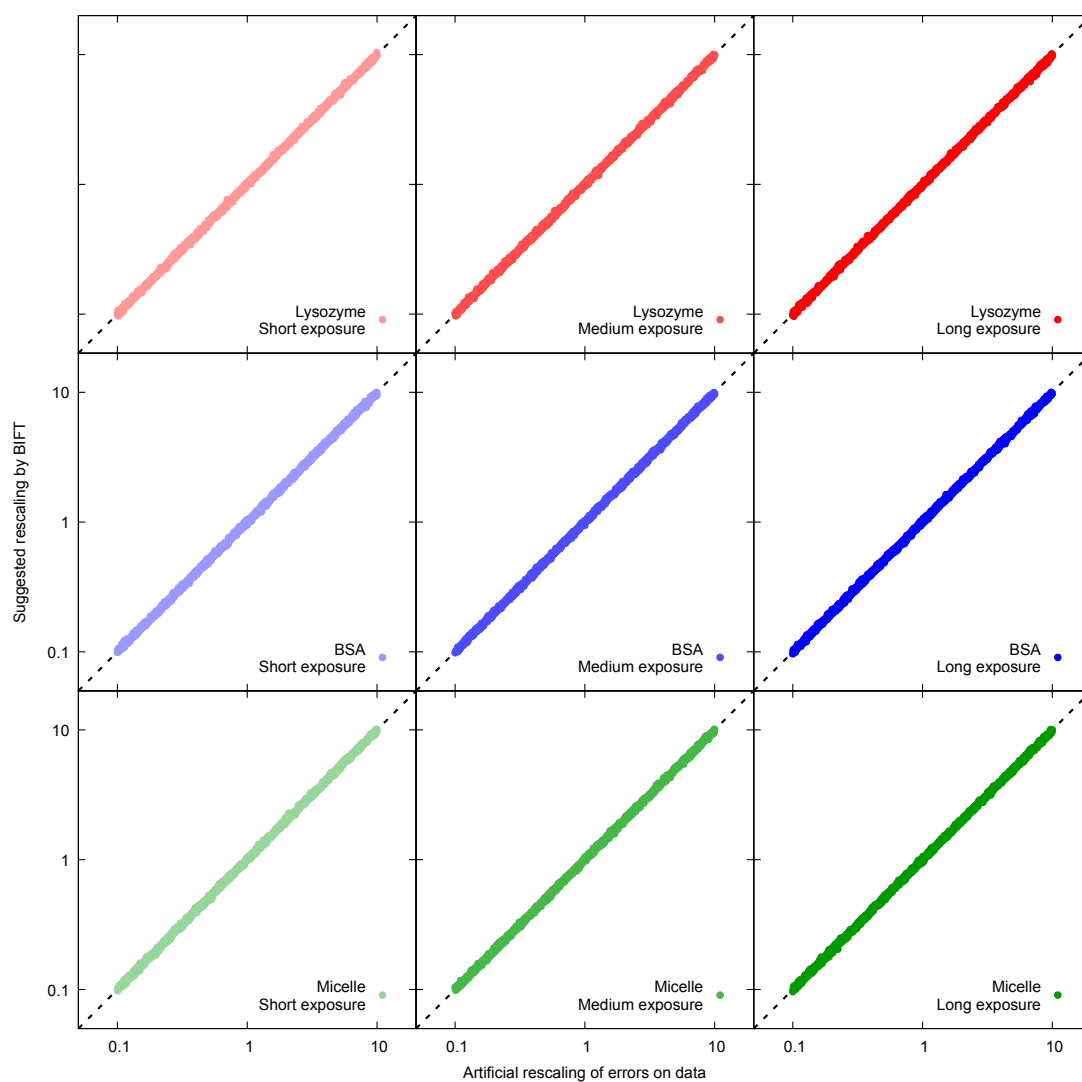 Lysozyme
Short exposure
Lysozyme
Medium exposure
Lysozyme
Long exposure
Suggested rescaling by BIFT
10
1
0.1
BSA
Short exposure
BSA
Medium exposure
BSA
Long exposure
10
1
0.1
Micelle
Short exposure
Micelle
Medium exposure
Micelle
Long exposure
0.1
1
10
0.1
1
10
0.1
1
10
Artificial rescaling of errors on data